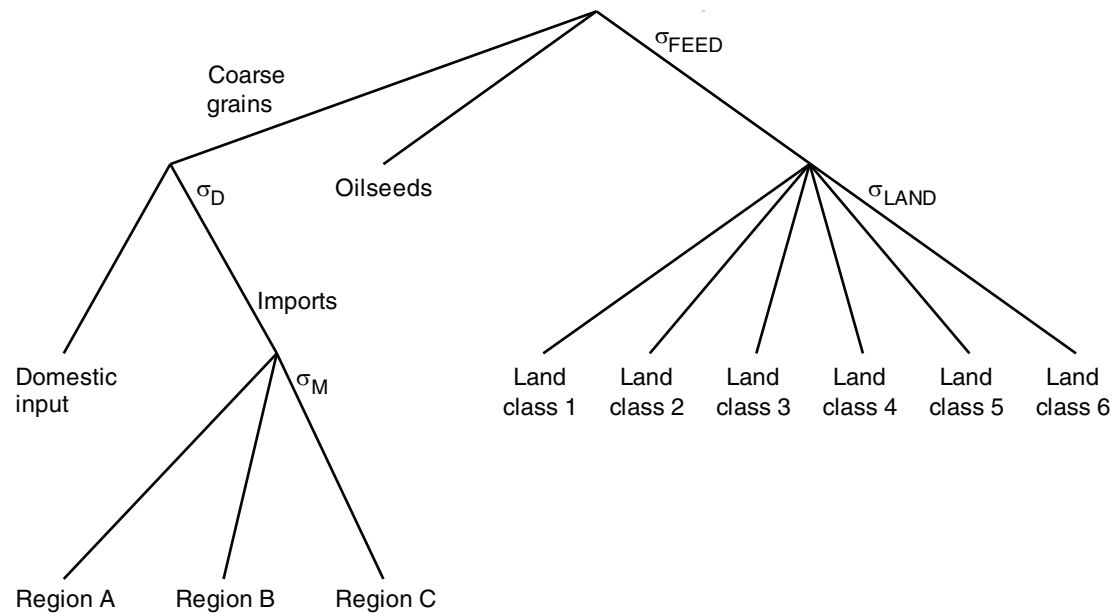 σFEED
Coarse
grains
σD
Oilseeds
σLAND
Imports
Domestic
input
σM
Land
class 1
Land
class 2
Land
class 3
Land
class 4
Land
class 5
Land
class 6
Region A
Region B
Region C